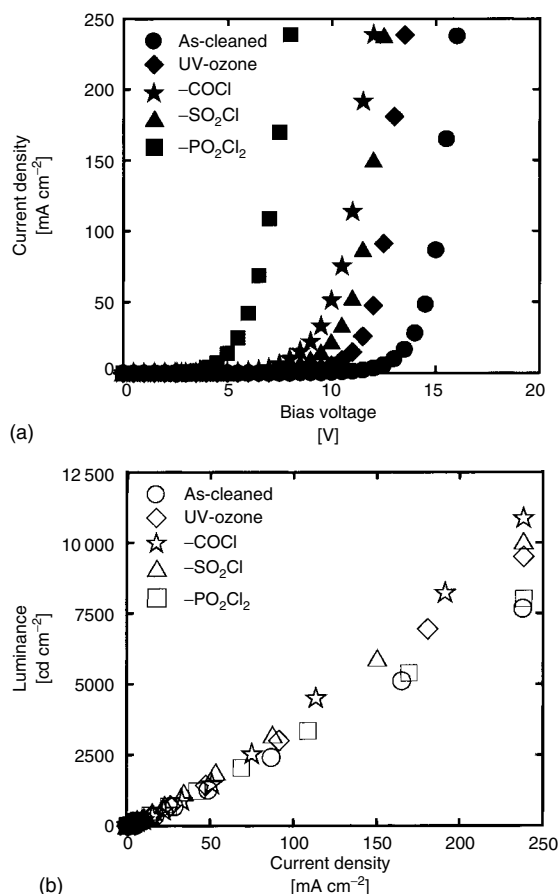 250
200
150
100
50
0
Current density
[mA cm⁻²]
As-cleaned
UV-ozone
–COCl
–SO₂Cl
–PO₂Cl₂
5
10
15
20
Bias voltage
[V]
(a)
12 500
10 000
7500
5000
2500
0
Luminance
[cd cm⁻²]
As-cleaned
UV-ozone
–COCl
–SO₂Cl
–PO₂Cl₂
0
50
100
150
200
250
Current density
[mA cm⁻²]
(b)